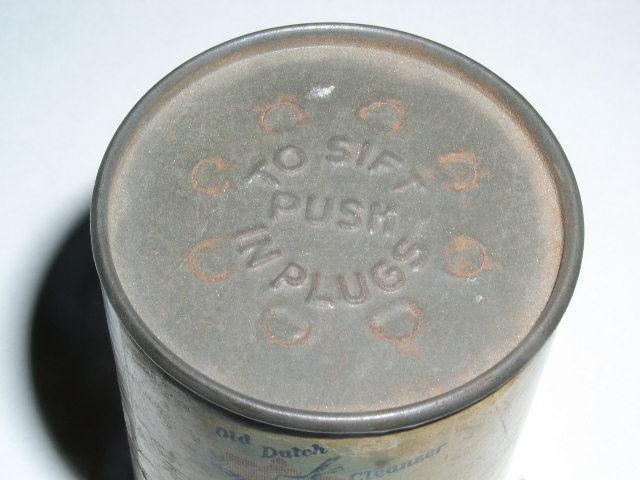 TO SIFT
PUSH
IN PLUGS
Old Dutch
Cleanser